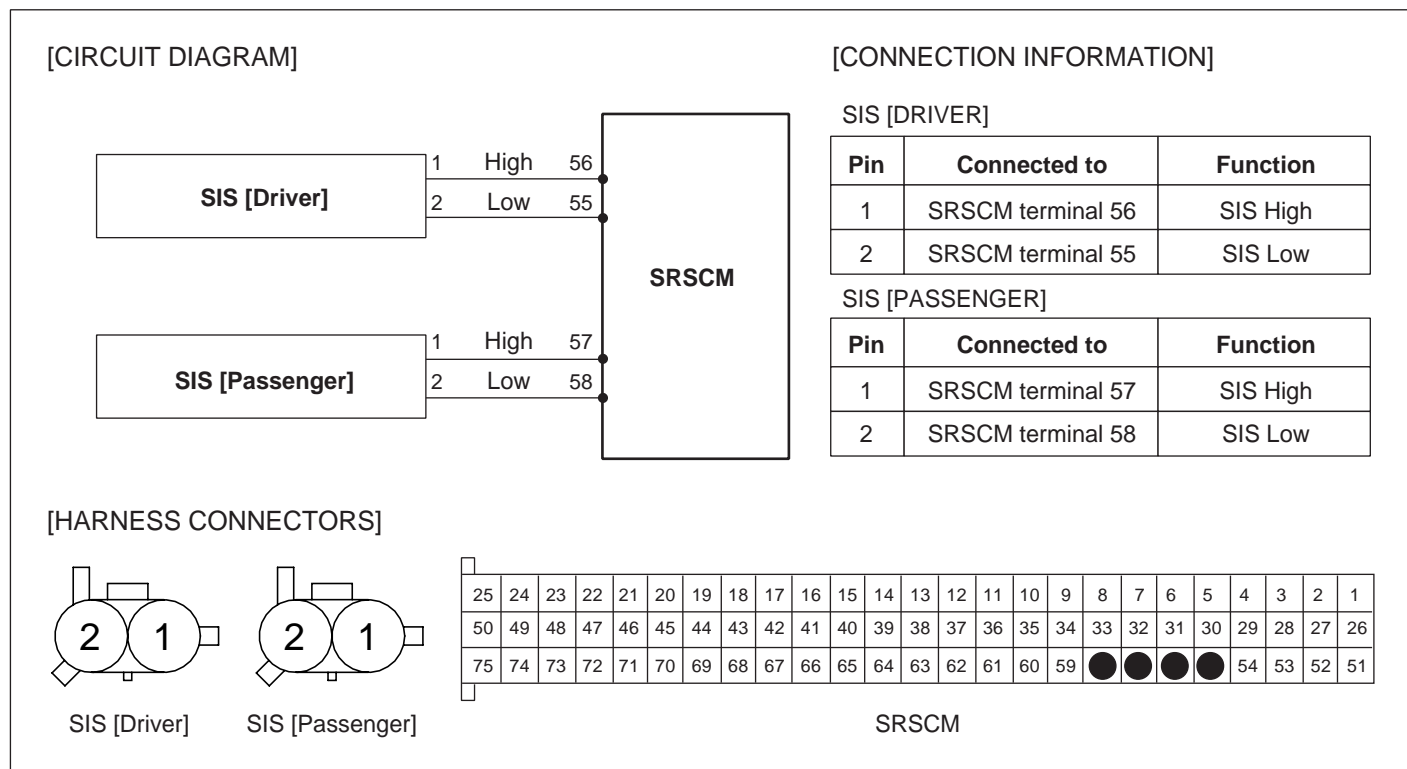 [CIRCUIT DIAGRAM]
SIS [Driver]
1 High 56
2 Low 55
SRSCM
SIS [Passenger]
1 High 57
2 Low 58
[CONNECTION INFORMATION]
SIS [DRIVER]
Pin Connected to Function
1 SRSCM terminal 56 SIS High
2 SRSCM terminal 55 SIS Low
SIS [PASSENGER]
Pin Connected to Function
1 SRSCM terminal 57 SIS High
2 SRSCM terminal 58 SIS Low
[HARNESS CONNECTORS]
2 1
SIS [Driver]
2 1
SIS [Passenger]
25 24 23 22 21 20 19 18 17 16 15 14 13 12 11 10 9 8 7 6 5 4 3 2 1
50 49 48 47 46 45 44 43 42 41 40 39 38 37 36 35 34 33 32 31 30 29 28 27 26
75 74 73 72 71 70 69 68 67 66 65 64 63 62 61 60 59 54 53 52 51
SRSCM